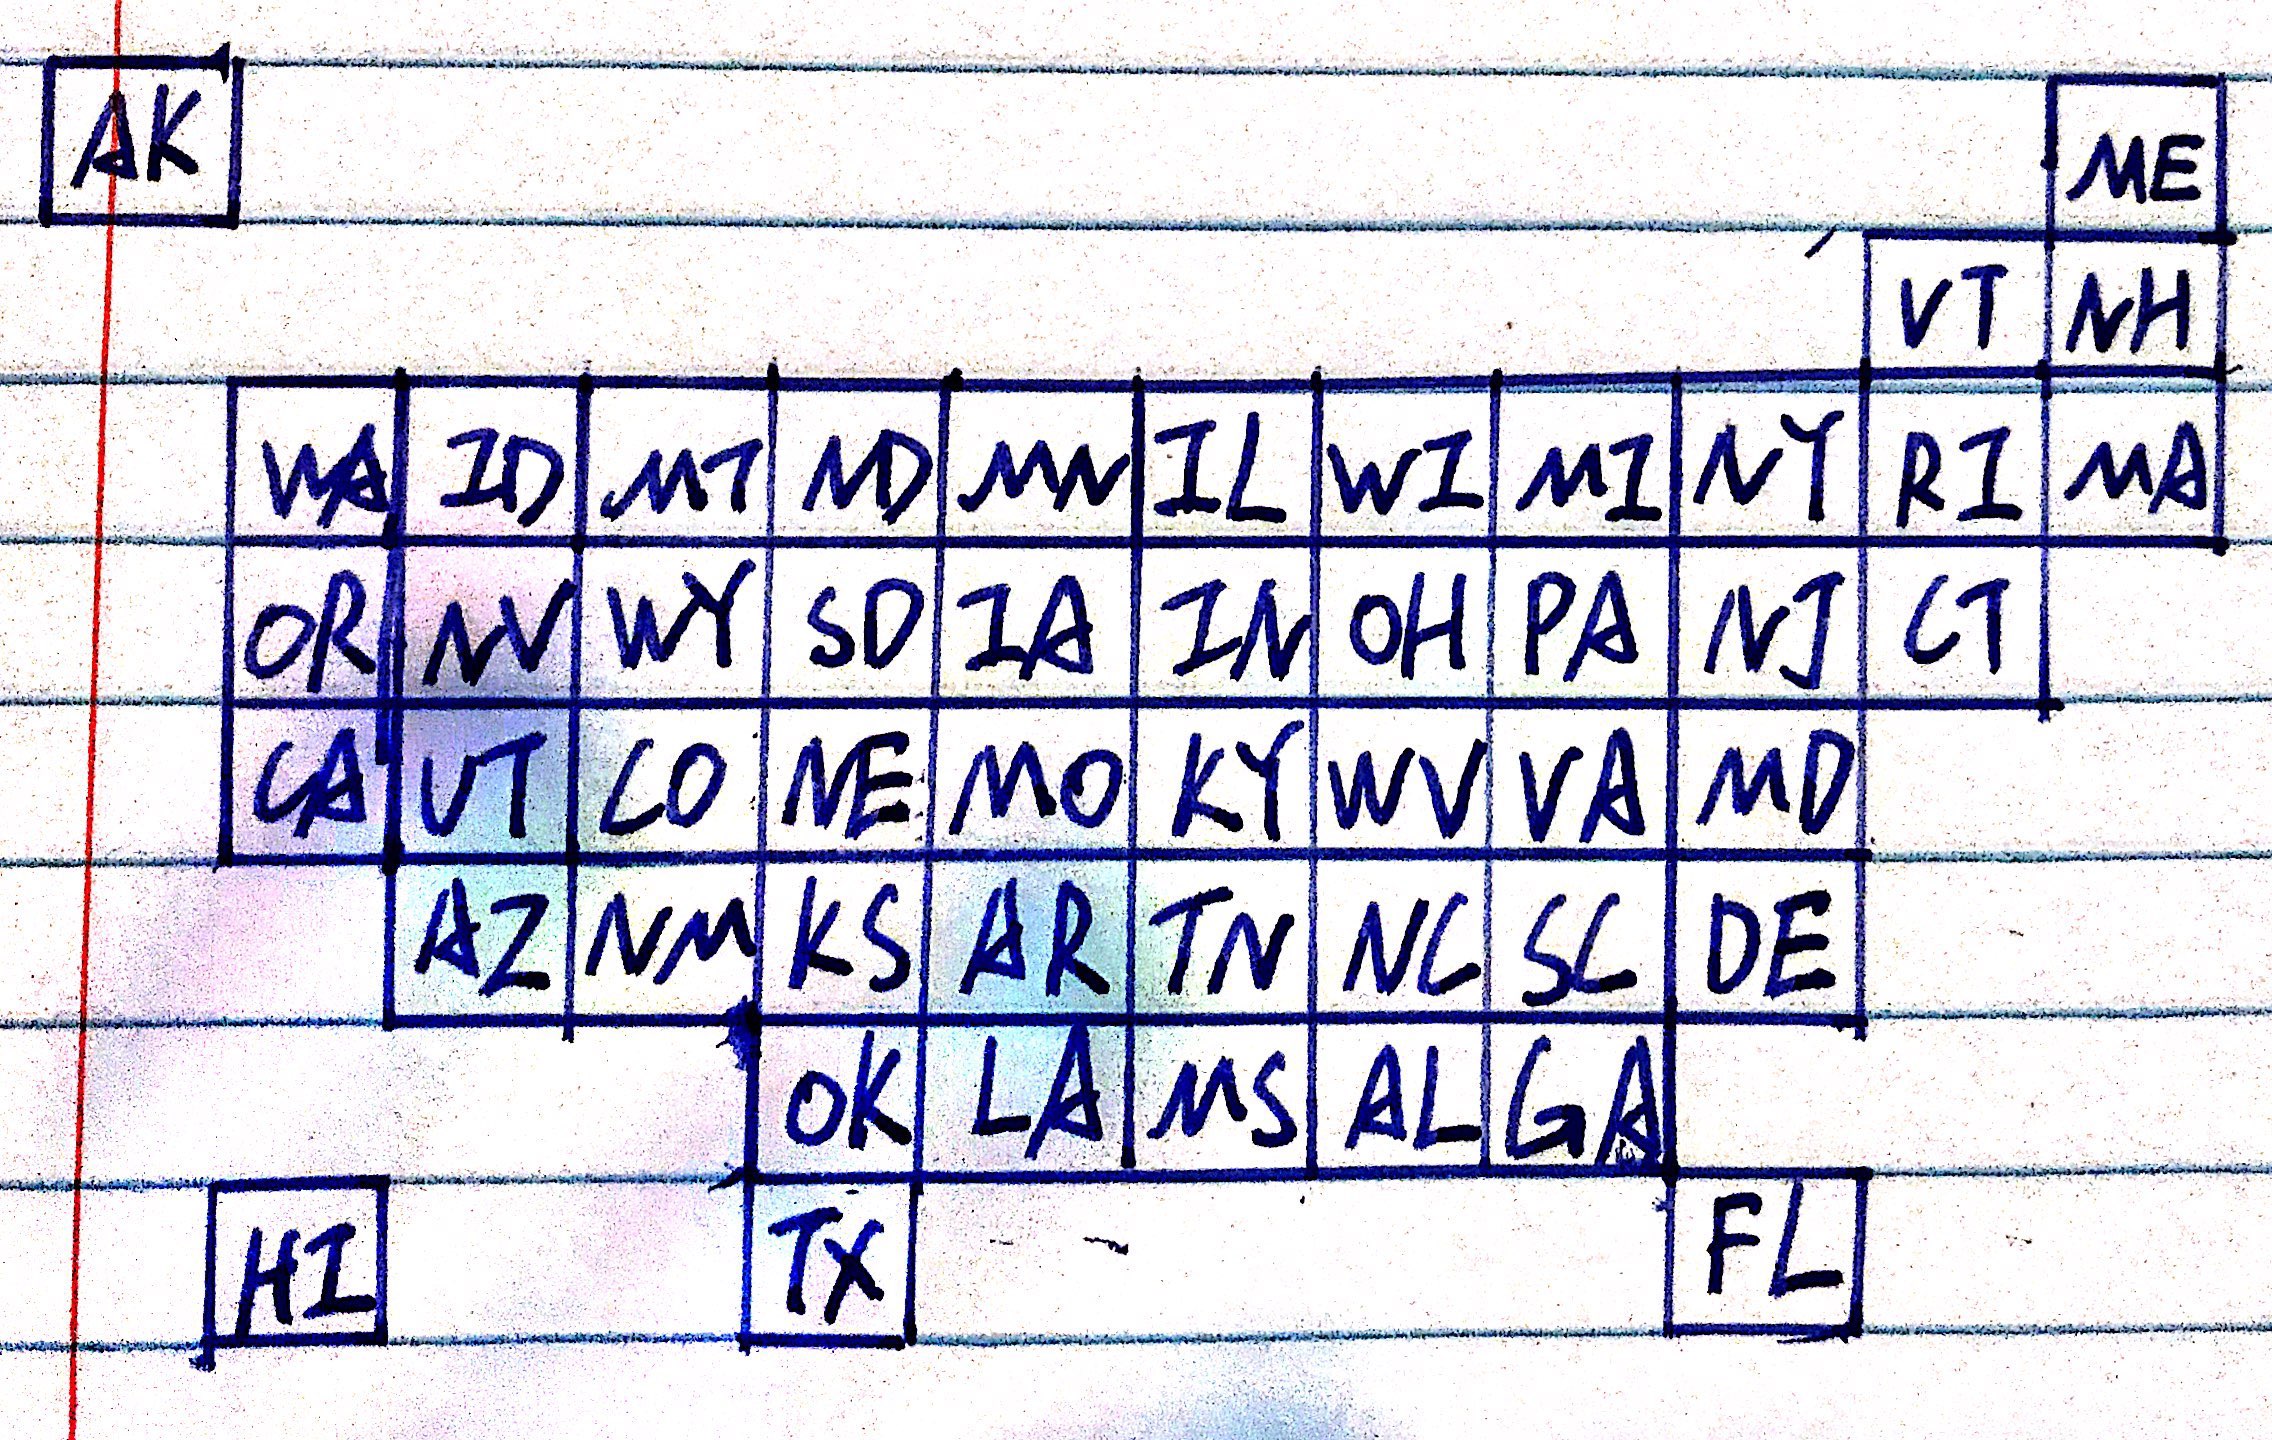 AK ME
VT NH
WA ID MT ND MN IL WI MI NY RI MA
OR NV WY SD IA IN OH PA NJ CT
CA UT CO NE MO KY WV VA MD
AZ NM KS AR TN NC SC DE
OK LA MS AL GA
HI TX FL